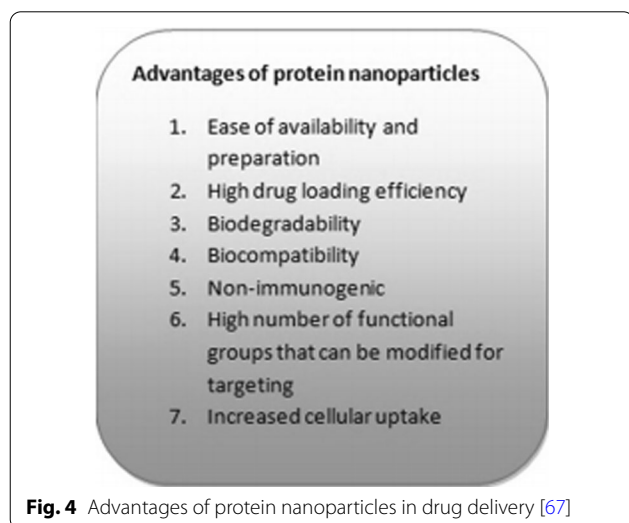 Advantages of protein nanoparticles
1. Ease of availability and
preparation
2. High drug loading efficiency
3. Biodegradability
4. Biocompatibility
5. Non-immunogenic
6. High number of functional
groups that can be modified for
targeting
7. Increased cellular uptake
Fig. 4 Advantages of protein nanoparticles in drug delivery [67]